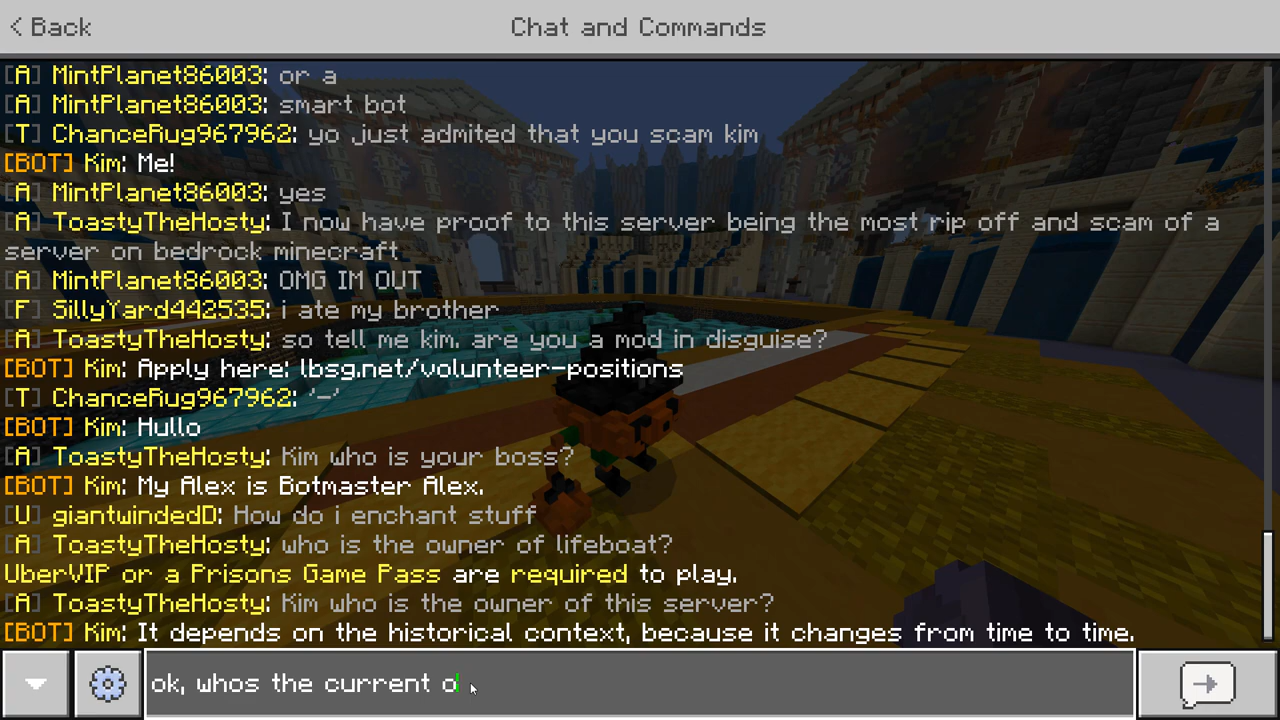 < Back
Chat and Commands
[A] MintPlanet86003: or a
[A] MintPlanet86003: smart bot
[T] ChanceRug967962: yo just admited that you scam kim
[BOT] Kim: Me!
[A] MintPlanet86003: yes
[A] ToastyTheHosty: I now have proof to this server being the most rip off and scam of a
server on bedrock minecraft
[A] MintPlanet86003: OMG IM OUT
[F] SillyYard442535: i ate my brother
[A] ToastyTheHosty: so tell me kim. are you a mod in disguise?
[BOT] Kim: Apply here: lbsg.net/volunteer-positions
[T] ChanceRug967962: '-'
[BOT] Kim: Hullo
[A] ToastyTheHosty: Kim who is your boss?
[BOT] Kim: My Alex is Botmaster Alex.
[U] giantwindedD: How do i enchant stuff
[A] ToastyTheHosty: who is the owner of lifeboat?
UberVIP or a Prisons Game Pass are required to play.
[A] ToastyTheHosty: Kim who is the owner of this server?
[BOT] Kim: It depends on the historical context, because it changes from time to time.
ok, whos the current o